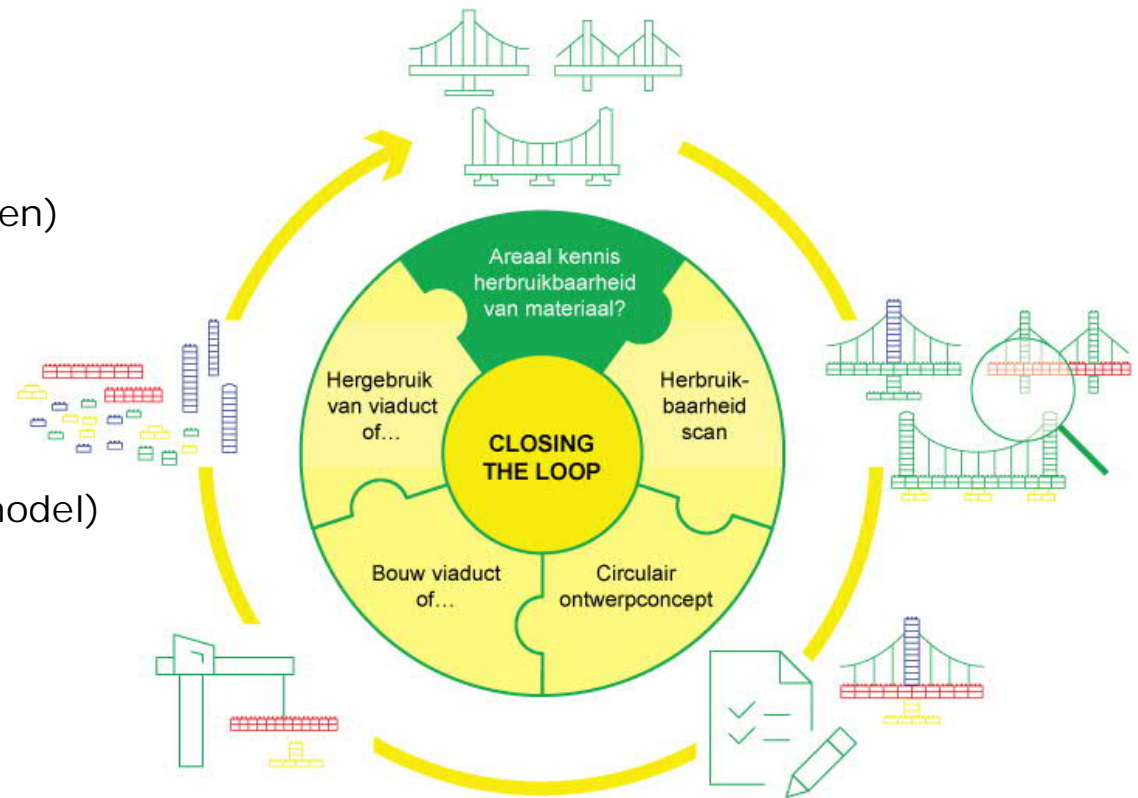 en)
model)
Areaal kennis
herbruikbaarheid
van materiaal?
Herbruik-
baarheid
scan
Circulair
ontwerpconcept
Bouw viaduct
of…
Hergebruik
van viaduct
of…
CLOSING
THE LOOP